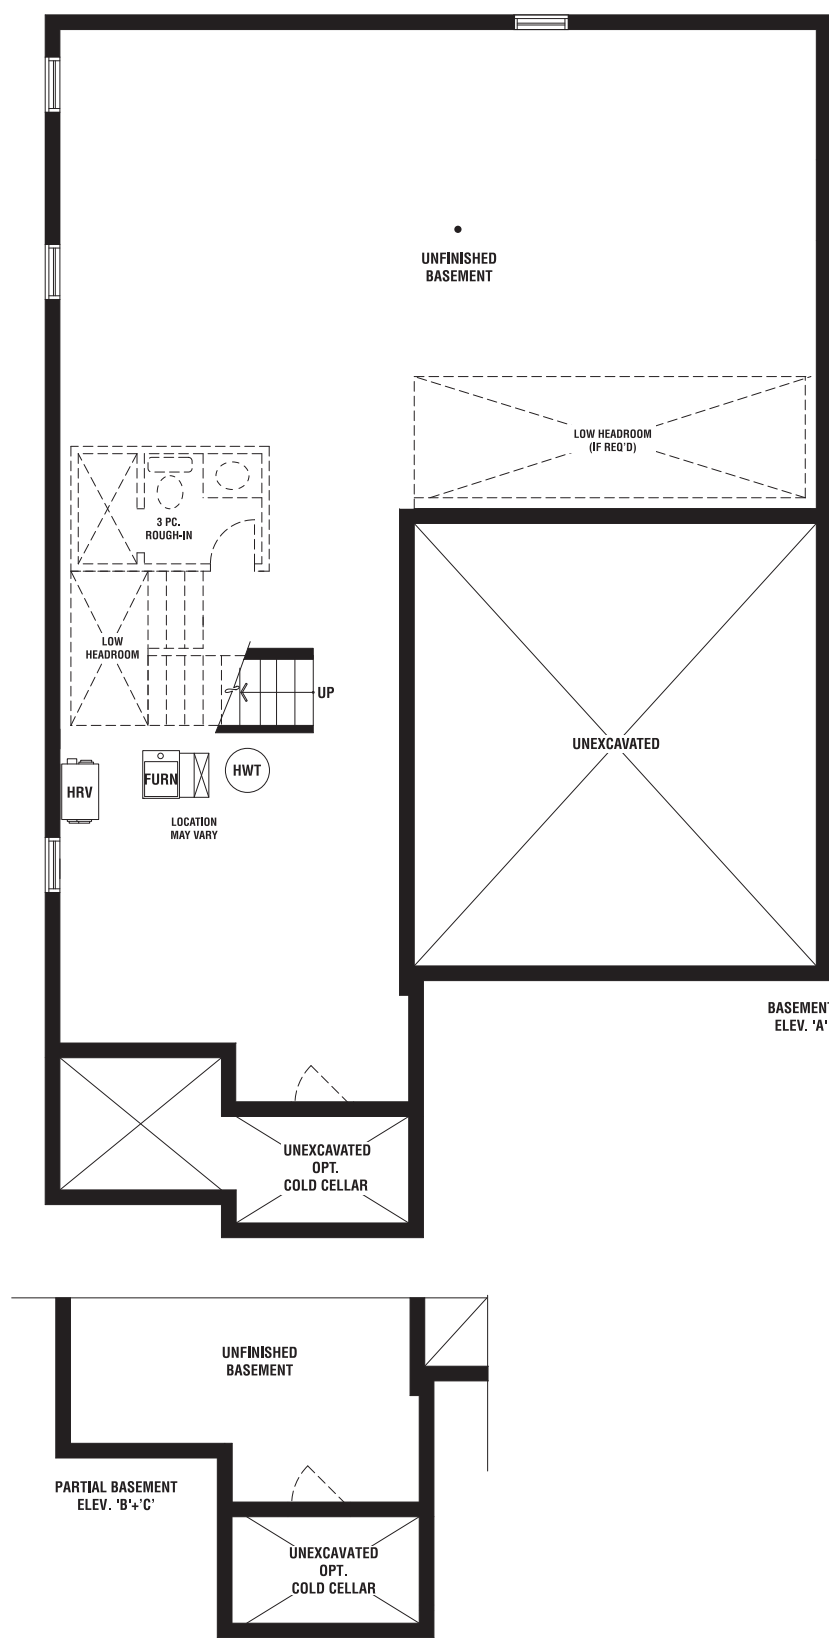 UNFINISHED
BASEMENT
LOW HEADROOM
(IF REQ'D)
3 PC.
ROUGH-IN
LOW
HEADROOM
UP
UNEXCAVATED
HRV
FURN
HWT
LOCATION
MAY VARY
BASEMENT
ELEV. 'A'
UNEXCAVATED
OPT.
COLD CELLAR
UNFINISHED
BASEMENT
PARTIAL BASEMENT
ELEV. 'B'+'C'
UNEXCAVATED
OPT.
COLD CELLAR